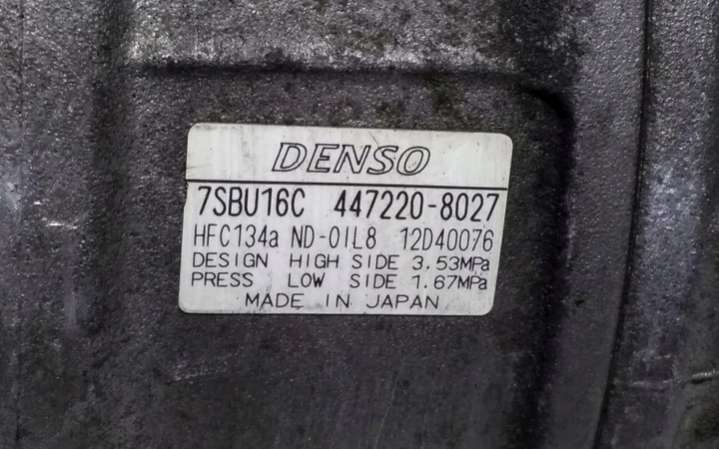 DENSO
7SBU16C 447220-8027
HFC134a ND-OIL8 12D40076
DESIGN HIGH SIDE 3.53MPa
PRESS LOW SIDE 1.67MPa
MADE IN JAPAN